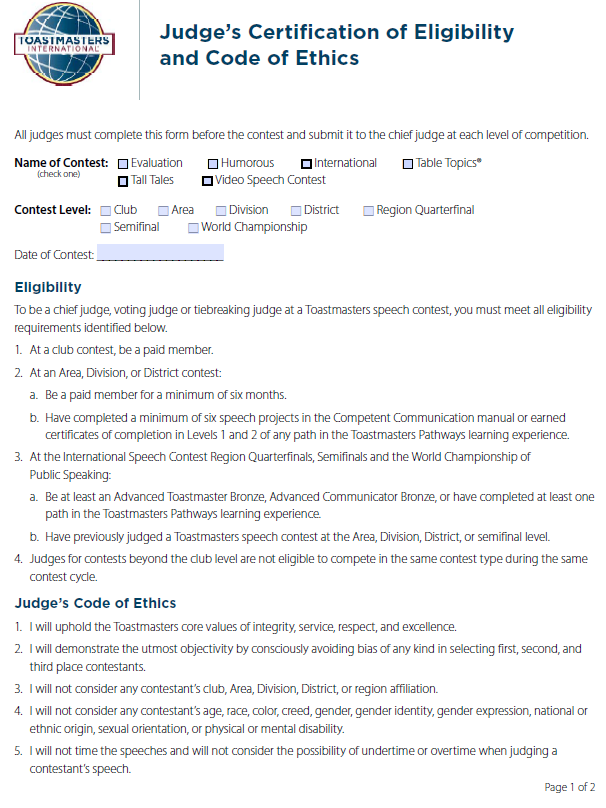 TOASTMASTERS
INTERNATIONAL
Judge's Certification of Eligibility
and Code of Ethics
All judges must complete this form before the contest and submit it to the chief judge at each level of competition.
Name of Contest: Evaluation Humorous International Table Topics®
(check one)
Tall Tales Video Speech Contest
Contest Level: Club Area Division District Region Quarterfinal
Semifinal World Championship
Date of Contest:
Eligibility
To be a chief judge, voting judge or tiebreaking judge at a Toastmasters speech contest, you must meet all eligibility
requirements identified below.
1. At a club contest, be a paid member.
2. At an Area, Division, or District contest:
a. Be a paid member for a minimum of six months.
b. Have completed a minimum of six speech projects in the Competent Communication manual or earned
certificates of completion in Levels 1 and 2 of any path in the Toastmasters Pathways learning experience.
3. At the International Speech Contest Region Quarterfinals, Semifinals and the World Championship of
Public Speaking:
a. Be at least an Advanced Toastmaster Bronze, Advanced Communicator Bronze, or have completed at least one
path in the Toastmasters Pathways learning experience.
b. Have previously judged a Toastmasters speech contest at the Area, Division, District, or semifinal level.
4. Judges for contests beyond the club level are not eligible to compete in the same contest type during the same
contest cycle.
Judge's Code of Ethics
1. I will uphold the Toastmasters core values of integrity, service, respect, and excellence.
2. I will demonstrate the utmost objectivity by consciously avoiding bias of any kind in selecting first, second, and
third place contestants.
3. I will not consider any contestant's club, Area, Division, District, or region affiliation.
4. I will not consider any contestant's age, race, color, creed, gender, gender identity, gender expression, national or
ethnic origin, sexual orientation, or physical or mental disability.
5. I will not time the speeches and will not consider the possibility of undertime or overtime when judging a
contestant's speech.
Page 1 of 2